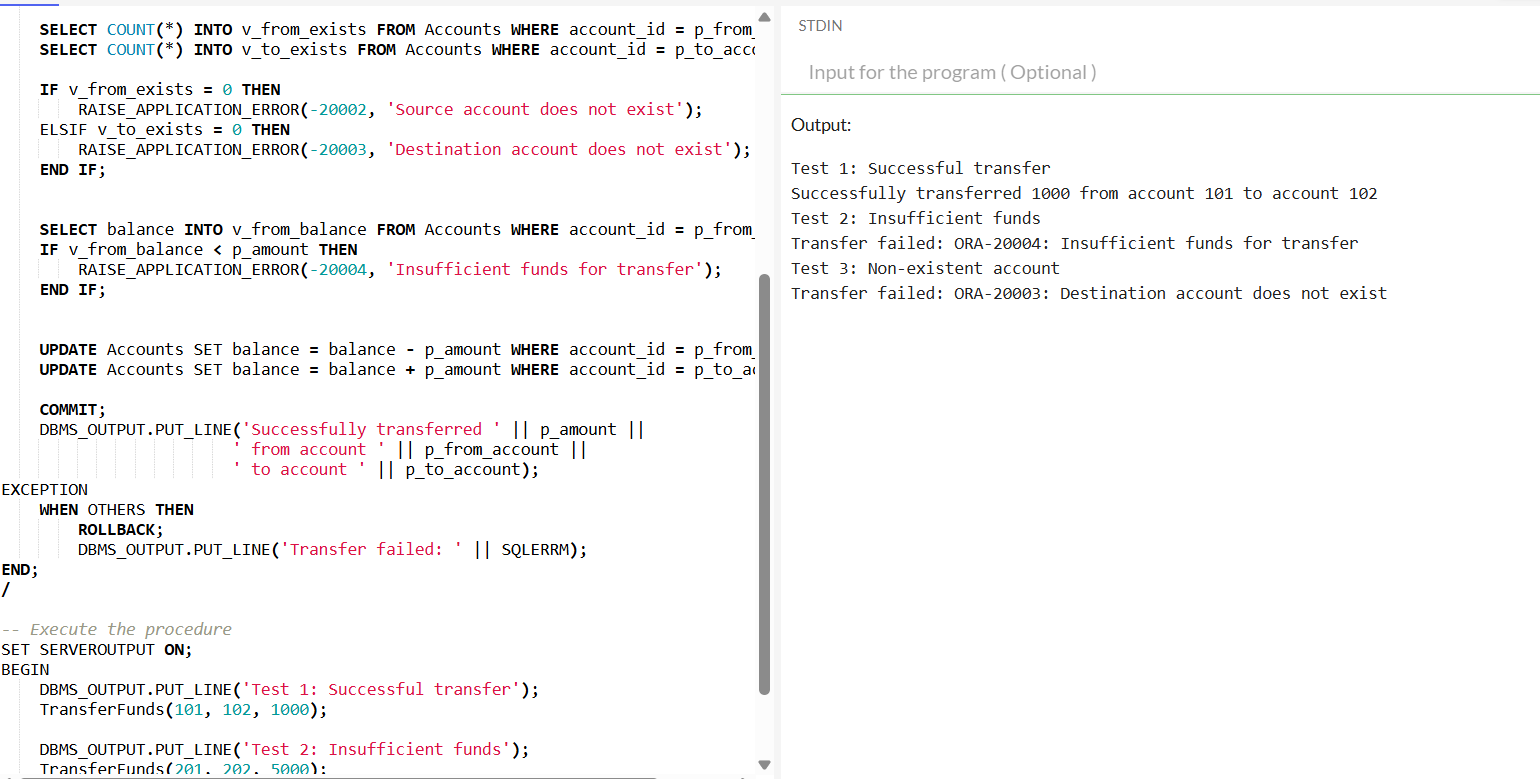 SELECT COUNT(*) INTO v_from_exists FROM Accounts WHERE account_id = p_from_
SELECT COUNT(*) INTO v_to_exists FROM Accounts WHERE account_id = p_to_acc
IF v_from_exists = 0 THEN
RAISE_APPLICATION_ERROR(-20002, 'Source account does not exist');
ELSIF v_to_exists = 0 THEN
RAISE_APPLICATION_ERROR(-20003, 'Destination account does not exist');
END IF;
SELECT balance INTO v_from_balance FROM Accounts WHERE account_id = p_from_
IF v_from_balance < p_amount THEN
RAISE_APPLICATION_ERROR(-20004, 'Insufficient funds for transfer');
END IF;
UPDATE Accounts SET balance = balance - p_amount WHERE account_id = p_from_
UPDATE Accounts SET balance = balance + p_amount WHERE account_id = p_to_a
COMMIT;
DBMS_OUTPUT.PUT_LINE('Successfully transferred ' || p_amount ||
' from account ' || p_from_account ||
' to account ' || p_to_account);
EXCEPTION
WHEN OTHERS THEN
ROLLBACK;
DBMS_OUTPUT.PUT_LINE('Transfer failed: ' || SQLERRM);
END;
/
-- Execute the procedure
SET SERVEROUTPUT ON;
BEGIN
DBMS_OUTPUT.PUT_LINE('Test 1: Successful transfer');
TransferFunds(101, 102, 1000);
DBMS_OUTPUT.PUT_LINE('Test 2: Insufficient funds');
TransferFunds(201, 202, 5000);
STDIN
Input for the program ( Optional )
Output:
Test 1: Successful transfer
Successfully transferred 1000 from account 101 to account 102
Test 2: Insufficient funds
Transfer failed: ORA-20004: Insufficient funds for transfer
Test 3: Non-existent account
Transfer failed: ORA-20003: Destination account does not exist